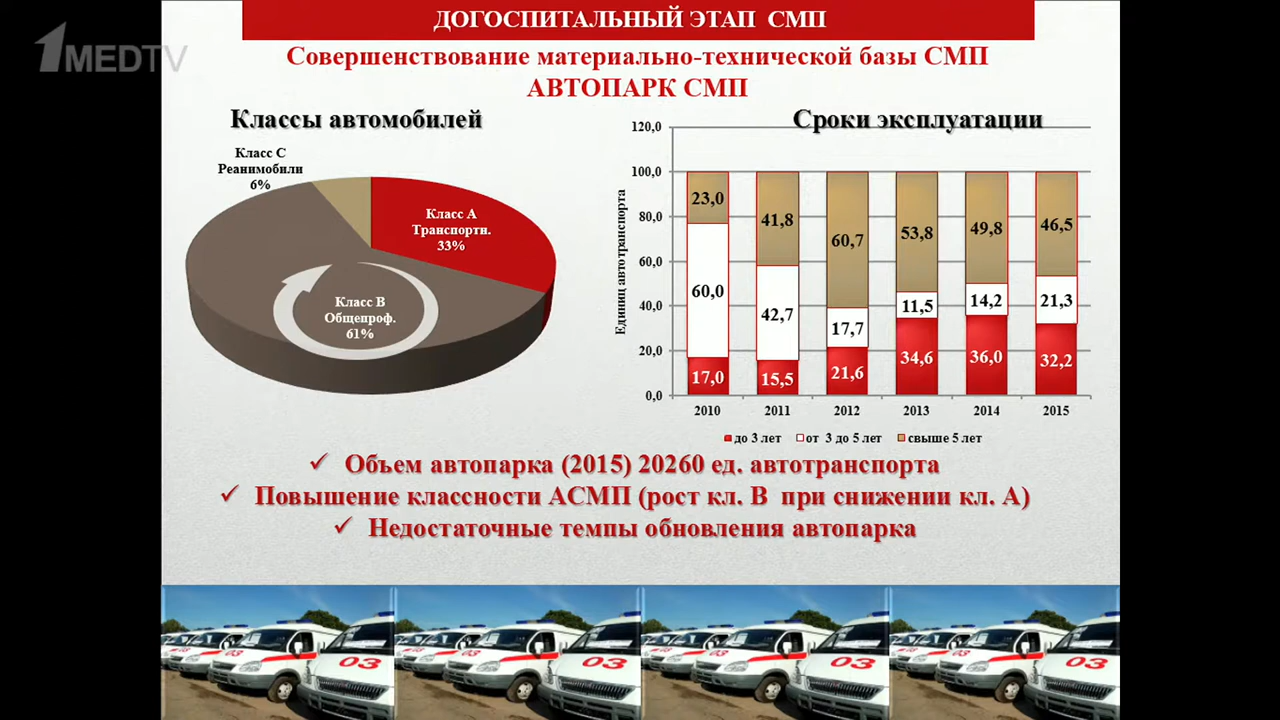 1MEDTV
ДОГОСПИТАЛЬНЫЙ ЭТАП СМП
Совершенствование материально-технической базы СМП
АВТОПАРК СМП
Классы автомобилей
Класс С
Реанимобили
6%
Класс А
Транспортн.
33%
Класс В
Общепроф.
61%
Сроки эксплуатации
Единиц автотранспорта
120,0
100,0
80,0
60,0
40,0
20,0
0,0
23,0
41,8
60,7
53,8
49,8
46,5
60,0
42,7
17,7
11,5
14,2
21,3
17,0
15,5
21,6
34,6
36,0
32,2
2010 2011 2012 2013 2014 2015
до 3 лет от 3 до 5 лет свыше 5 лет
✓ Объем автопарка (2015) 20260 ед. автотранспорта
✓ Повышение классности АСМП (рост кл. В при снижении кл. А)
✓ Недостаточные темпы обновления автопарка
03 03 03 03